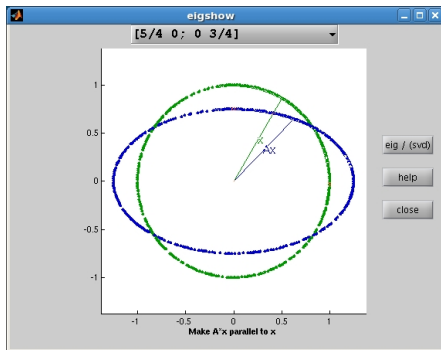 eigshow
[5/4 0; 0 3/4]
1
0.5
0
-0.5
-1
x
Ax
eig / (svd)
help
close
-1 -0.5 0 0.5 1
Make A*x parallel to x